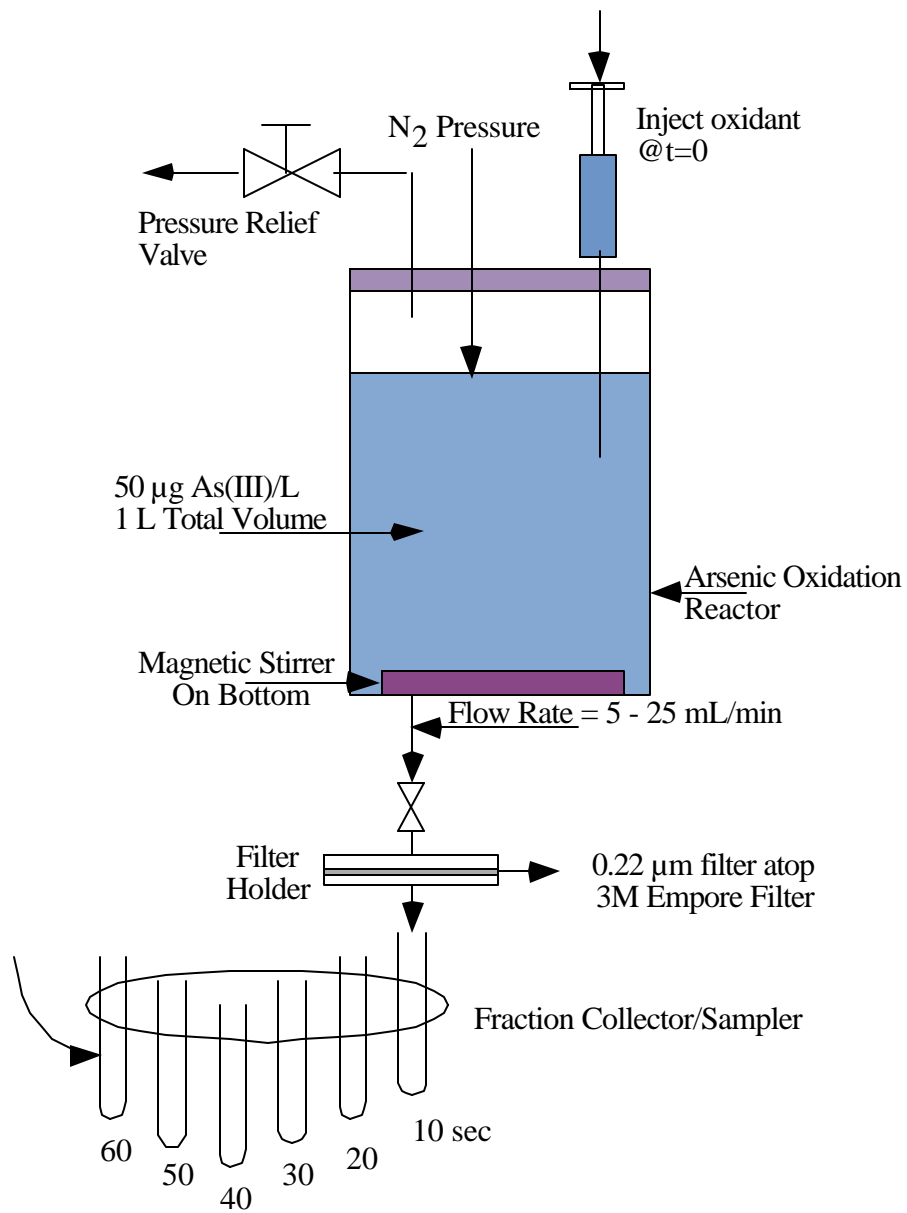 N2 Pressure
Inject oxidant
@t=0
Pressure Relief
Valve
50 µg As(III)/L
1 L Total Volume
Arsenic Oxidation
Reactor
Magnetic Stirrer
On Bottom
Flow Rate = 5 - 25 mL/min
Filter
Holder
0.22 µm filter atop
3M Empore Filter
Fraction Collector/Sampler
60
50
40
30
20
10 sec